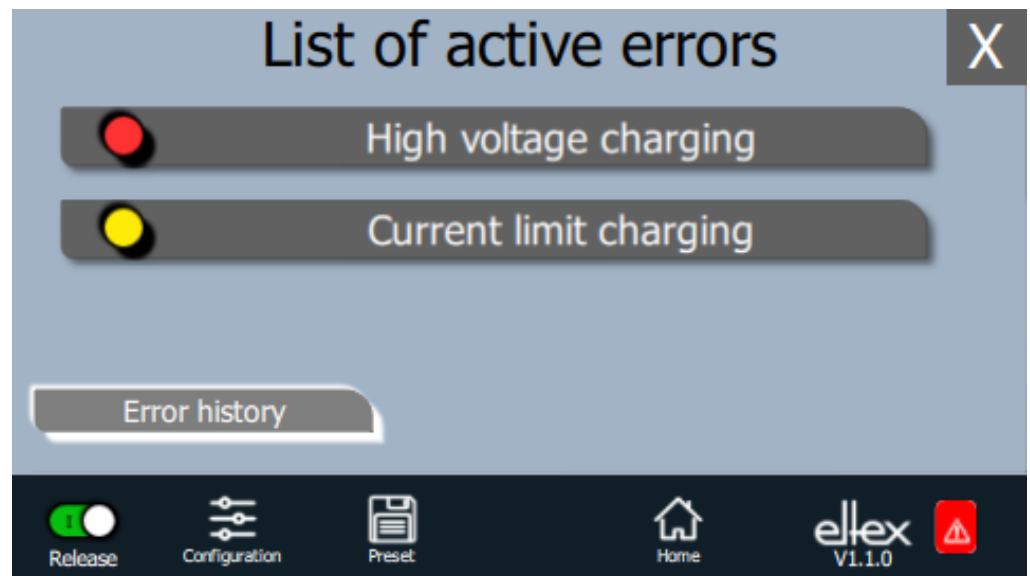 List of active errors
X
High voltage charging
Current limit charging
Error history
I
Release
Configuration
Preset
Home
eltex
V1.1.0